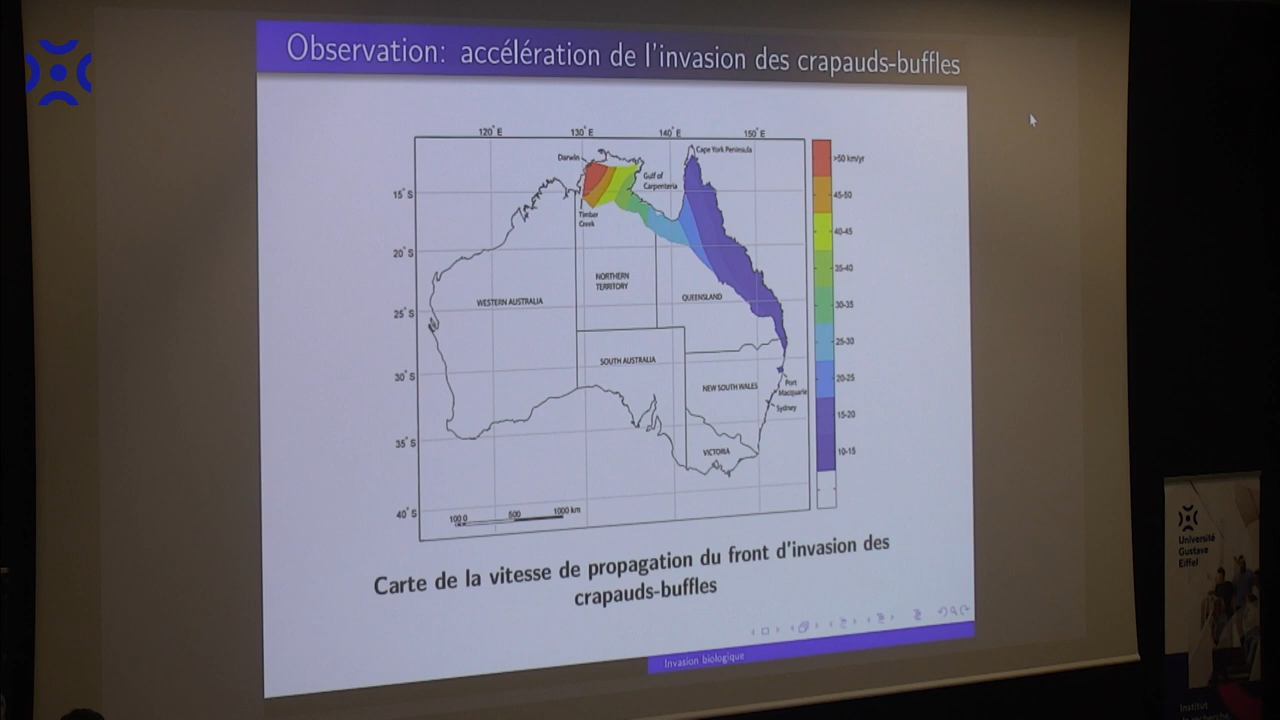 Observation: accélération de l'invasion des crapauds-buffles
120° E
130° E
140° E
150° E
Darwin
Cape York Peninsula
Gulf of
Carpenteria
Timber
Creek
15° S
20° S
25° S
30° S
35° S
40° S
WESTERN AUSTRALIA
NORTHERN
TERRITORY
QUEENSLAND
SOUTH AUSTRALIA
NEW SOUTH WALES
VICTORIA
Port
Macquarie
Sydney
100 0
500
1000 km
>50 km/yr
45-50
40-45
35-40
30-35
25-30
20-25
15-20
10-15
Carte de la vitesse de propagation du front d'invasion des
crapauds-buffles
Invasion biologique
Université
Gustave
Eiffel
Institut